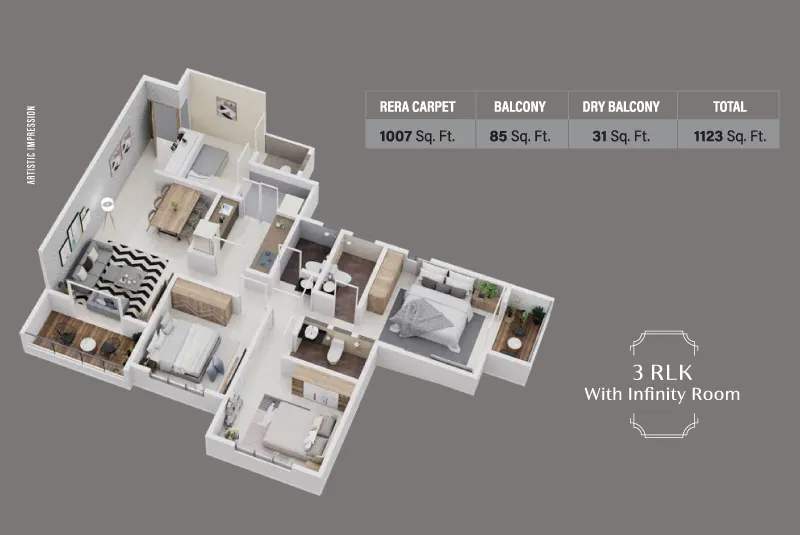 ARTISTIC IMPRESSION
RERA CARPET BALCONY DRY BALCONY TOTAL
1007 Sq. Ft. 85 Sq. Ft. 31 Sq. Ft. 1123 Sq. Ft.
3 RLK
With Infinity Room